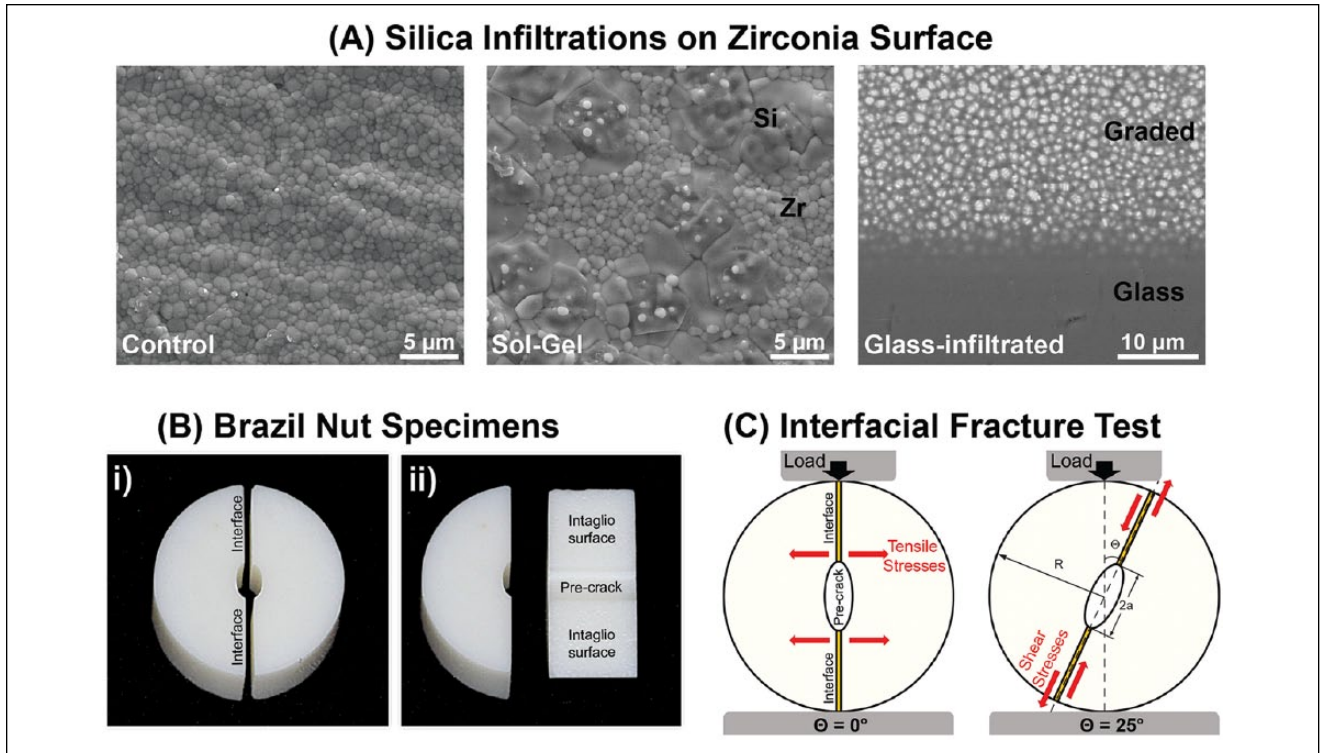 (A) Silica Infiltrations on Zirconia Surface
Control
5 µm
Si
Zr
Sol-Gel
5 µm
Graded
Glass
Glass-infiltrated
10 µm
(B) Brazil Nut Specimens
i)
Interface
Interface
ii)
Intaglio
surface
Pre-crack
Intaglio
surface
(C) Interfacial Fracture Test
Load
Interface
Tensile
Stresses
Pre-crack
Interface
Θ = 0º
Load
Θ
R
2a
Shear
Stresses
Θ = 25º